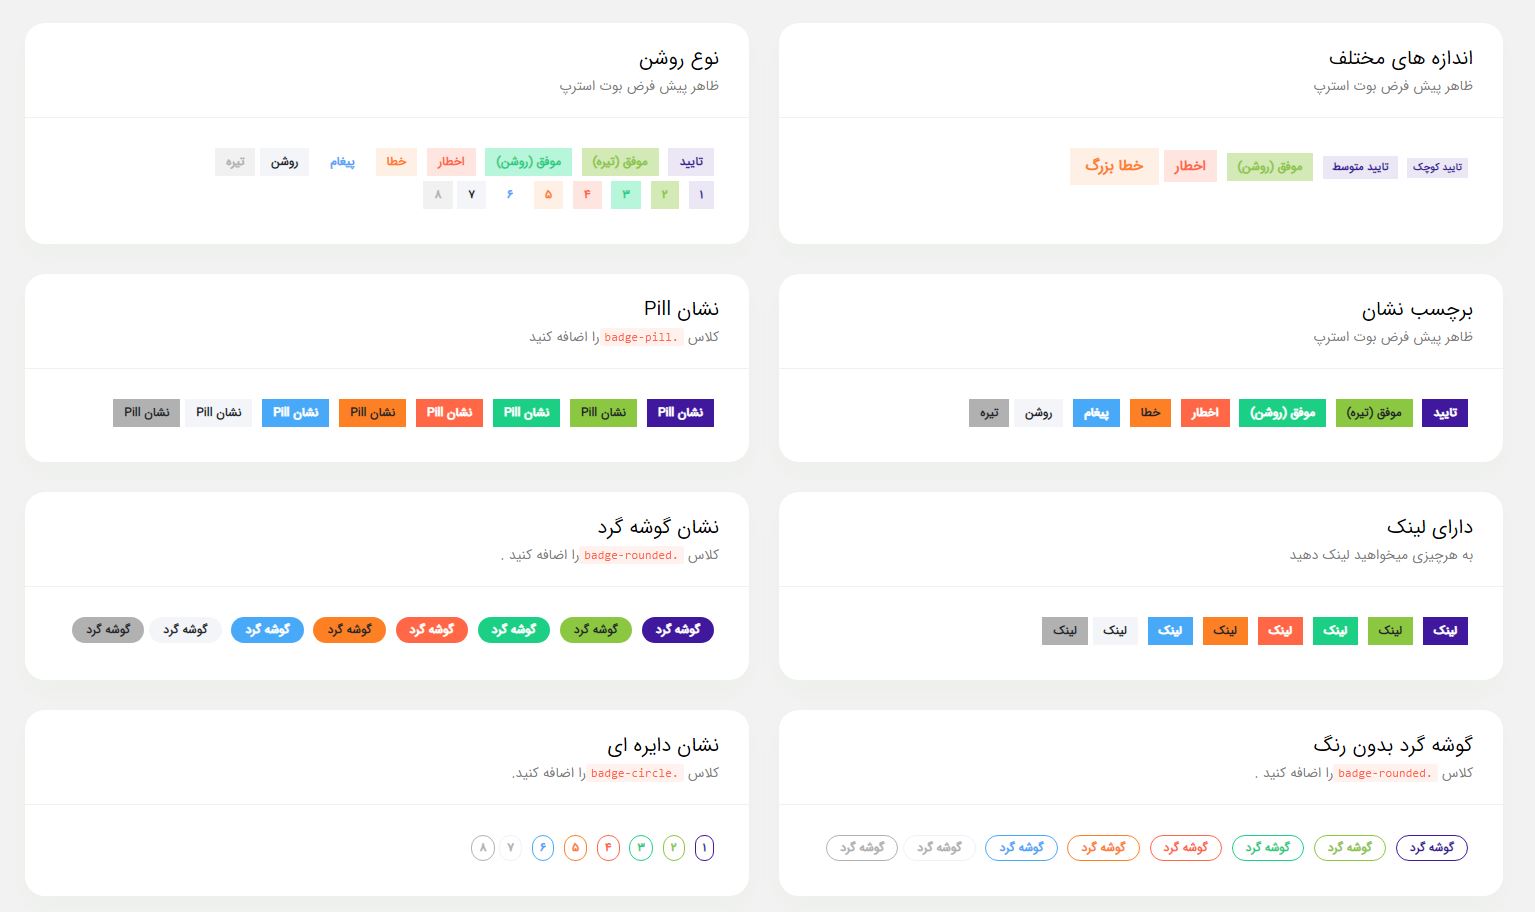 اندازه های مختلف
ظاهر پیش فرض بوت استرپ
تایید کوچک تایید متوسط موفق (روشن) اخطار خطا بزرگ
نوع روشن
ظاهر پیش فرض بوت استرپ
تایید موفق (تیره) موفق (روشن) اخطار خطا پیغام روشن تیره
۱ ۲ ۳ ۴ ۵ ۶ ۷ ۸
برچسب نشان
ظاهر پیش فرض بوت استرپ
تایید موفق (تیره) موفق (روشن) اخطار خطا پیغام روشن تیره
نشان Pill
کلاس .badge-pill را اضافه کنید
نشان Pill نشان Pill نشان Pill نشان Pill نشان Pill نشان Pill نشان Pill نشان Pill
دارای لینک
به هرچیزی میخواهید لینک دهید
لینک لینک لینک لینک لینک لینک لینک لینک
نشان گوشه گرد
کلاس .badge-rounded را اضافه کنید .
گوشه گرد گوشه گرد گوشه گرد گوشه گرد گوشه گرد گوشه گرد گوشه گرد گوشه گرد
گوشه گرد بدون رنگ
کلاس .badge-rounded را اضافه کنید .
گوشه گرد گوشه گرد گوشه گرد گوشه گرد گوشه گرد گوشه گرد گوشه گرد گوشه گرد
نشان دایره ای
کلاس .badge-circle را اضافه کنید.
۱ ۲ ۳ ۴ ۵ ۶ ۷ ۸